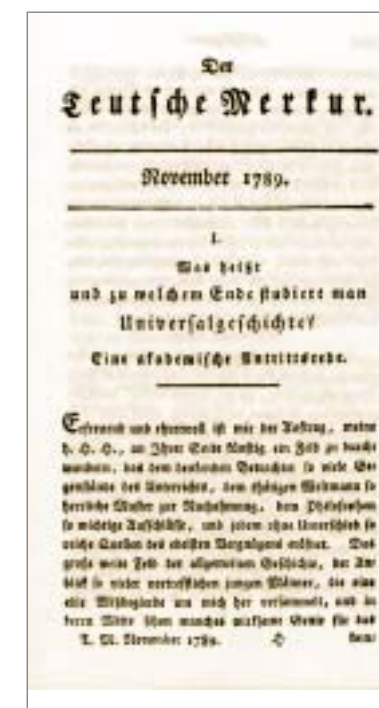 Der
Teutsche Merkur.
November 1789.
I.
Was heißt
und zu welchem Ende studiert man
Universalgeschichte?
Eine akademische Antrittsrede.
Erfreuend und ehrenvoll ist mir der Auftrag, meine
h. H. H., an Ihrer Seite künftig ein Feld zu durch
wandern, das dem denkenden Betrachter so viele Ge
genstände des Unterrichts, dem thätigen Weltmann so
herrliche Muster zur Nachahmung, dem Philosophen
so wichtige Aufschlüsse, und jedem ohne Unterschied so
reiche Quellen des edelsten Vergnügens eröffnet. Das
große weite Feld der allgemeinen Geschichte, der An
blick so vieler vortrefflichen jungen Männer, die eine
edle Wißbegierde um mich her versammelt, und in
deren Mitte schon manches wirksame Genie für das
T. M. November 1789. H